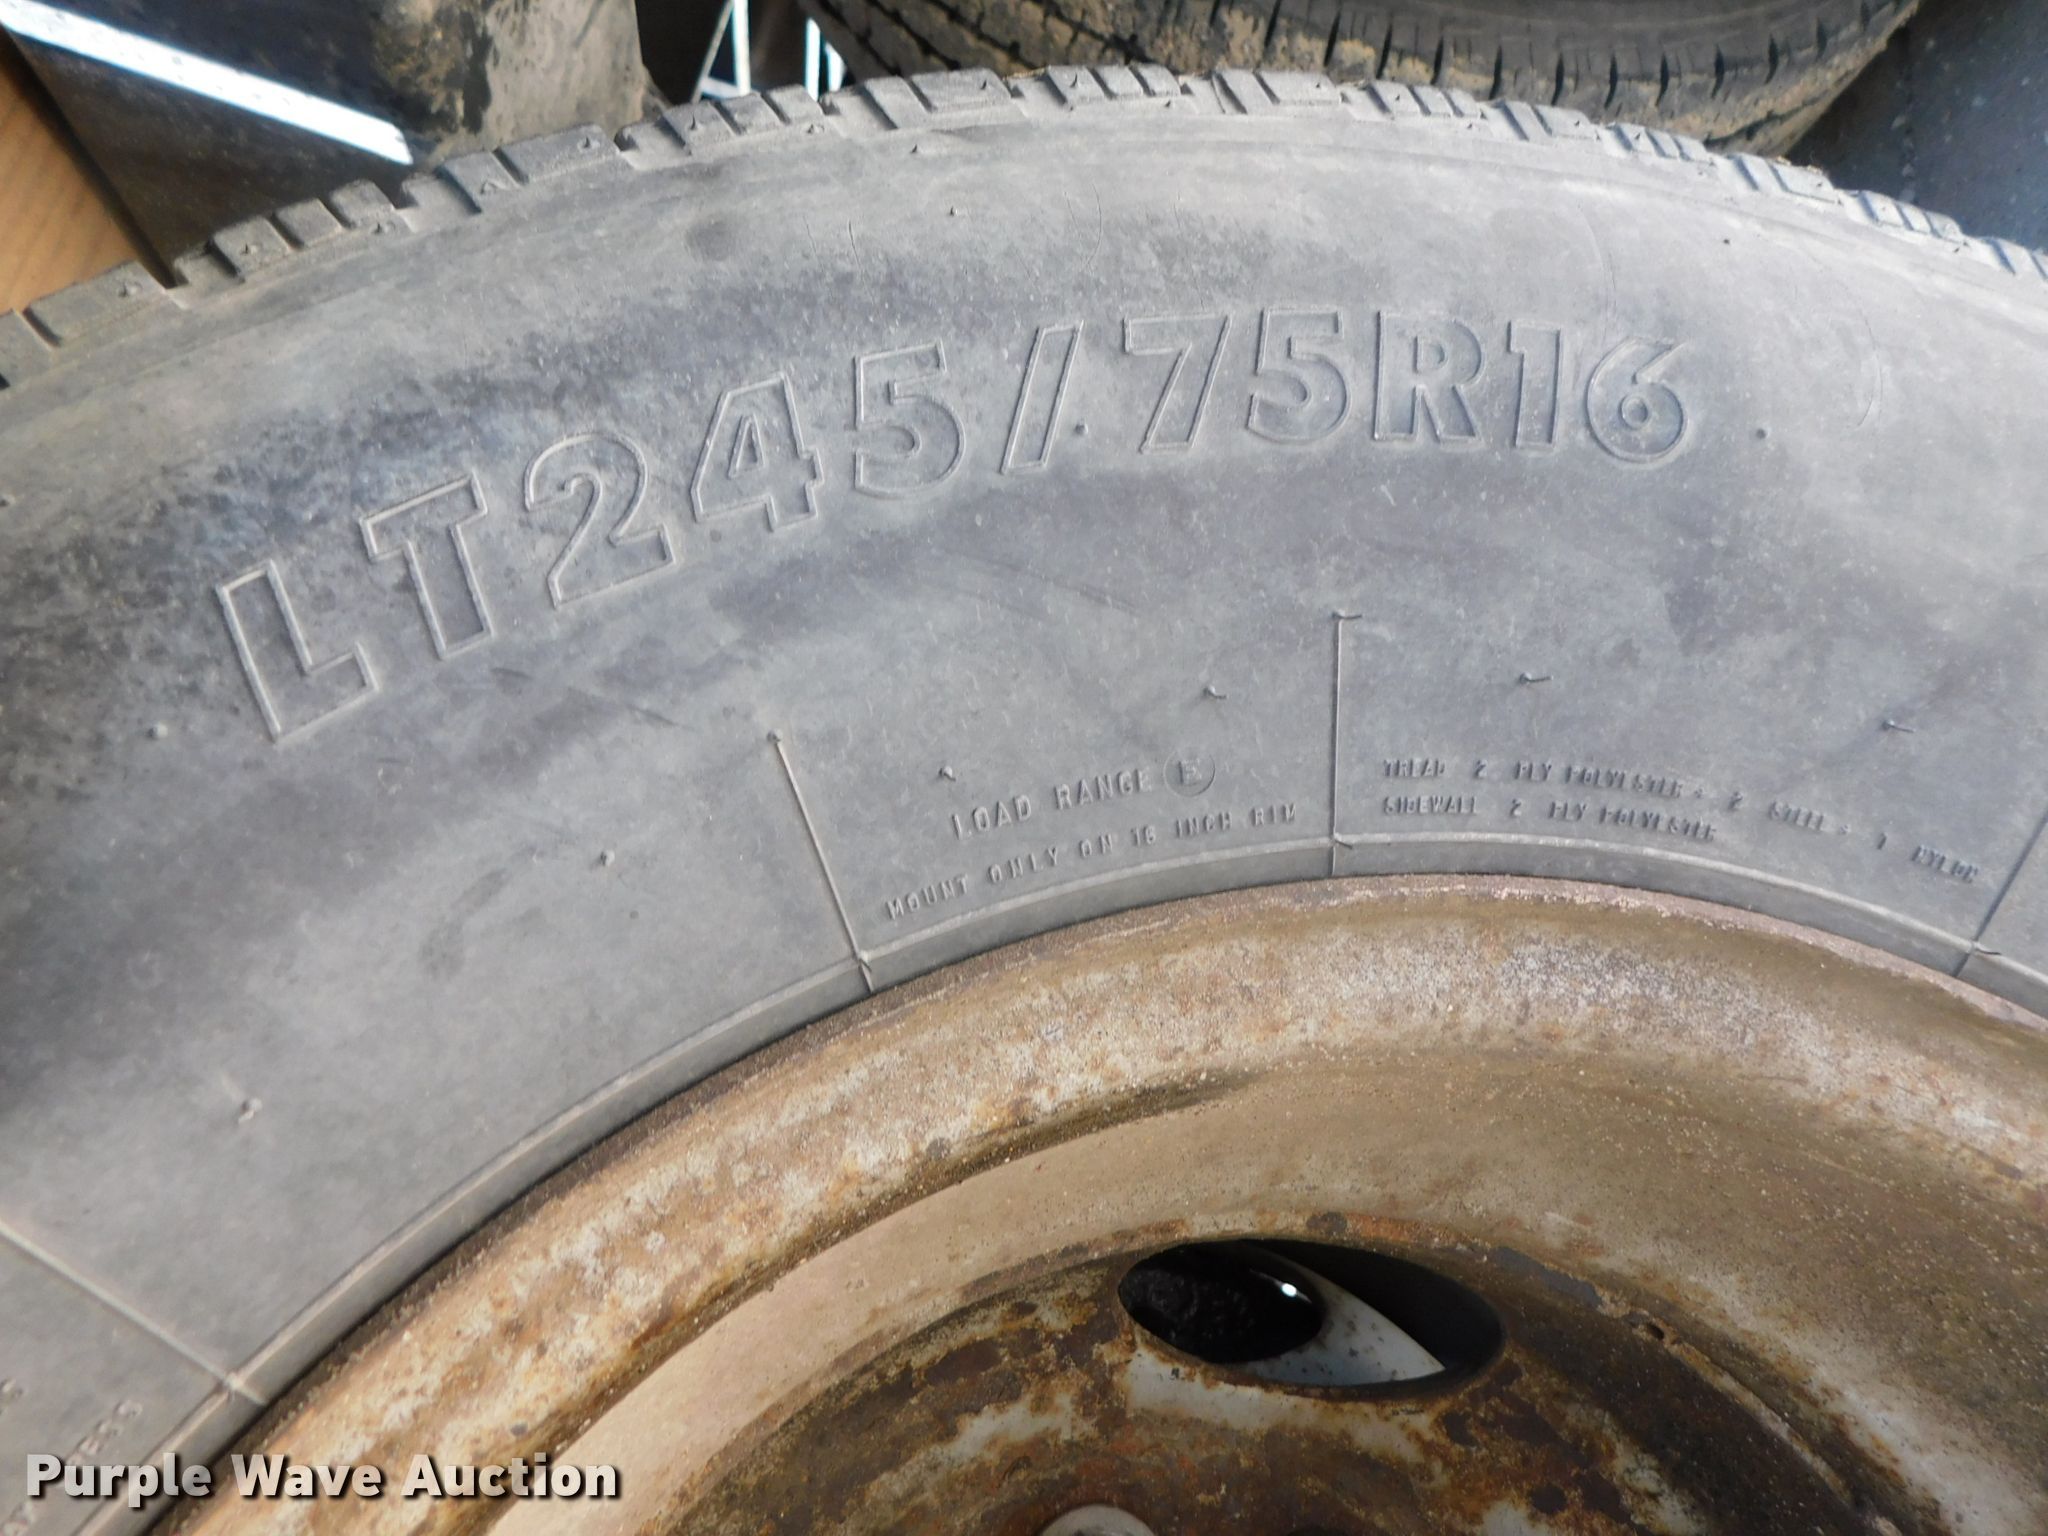 LT245/75R16
LOAD RANGE E
MOUNT ONLY ON 16 INCH RIM
TREAD 2 PLY POLYESTER + 2 STEEL + 1 NYLON
SIDEWALL 2 PLY POLYESTER
Purple Wave Auction